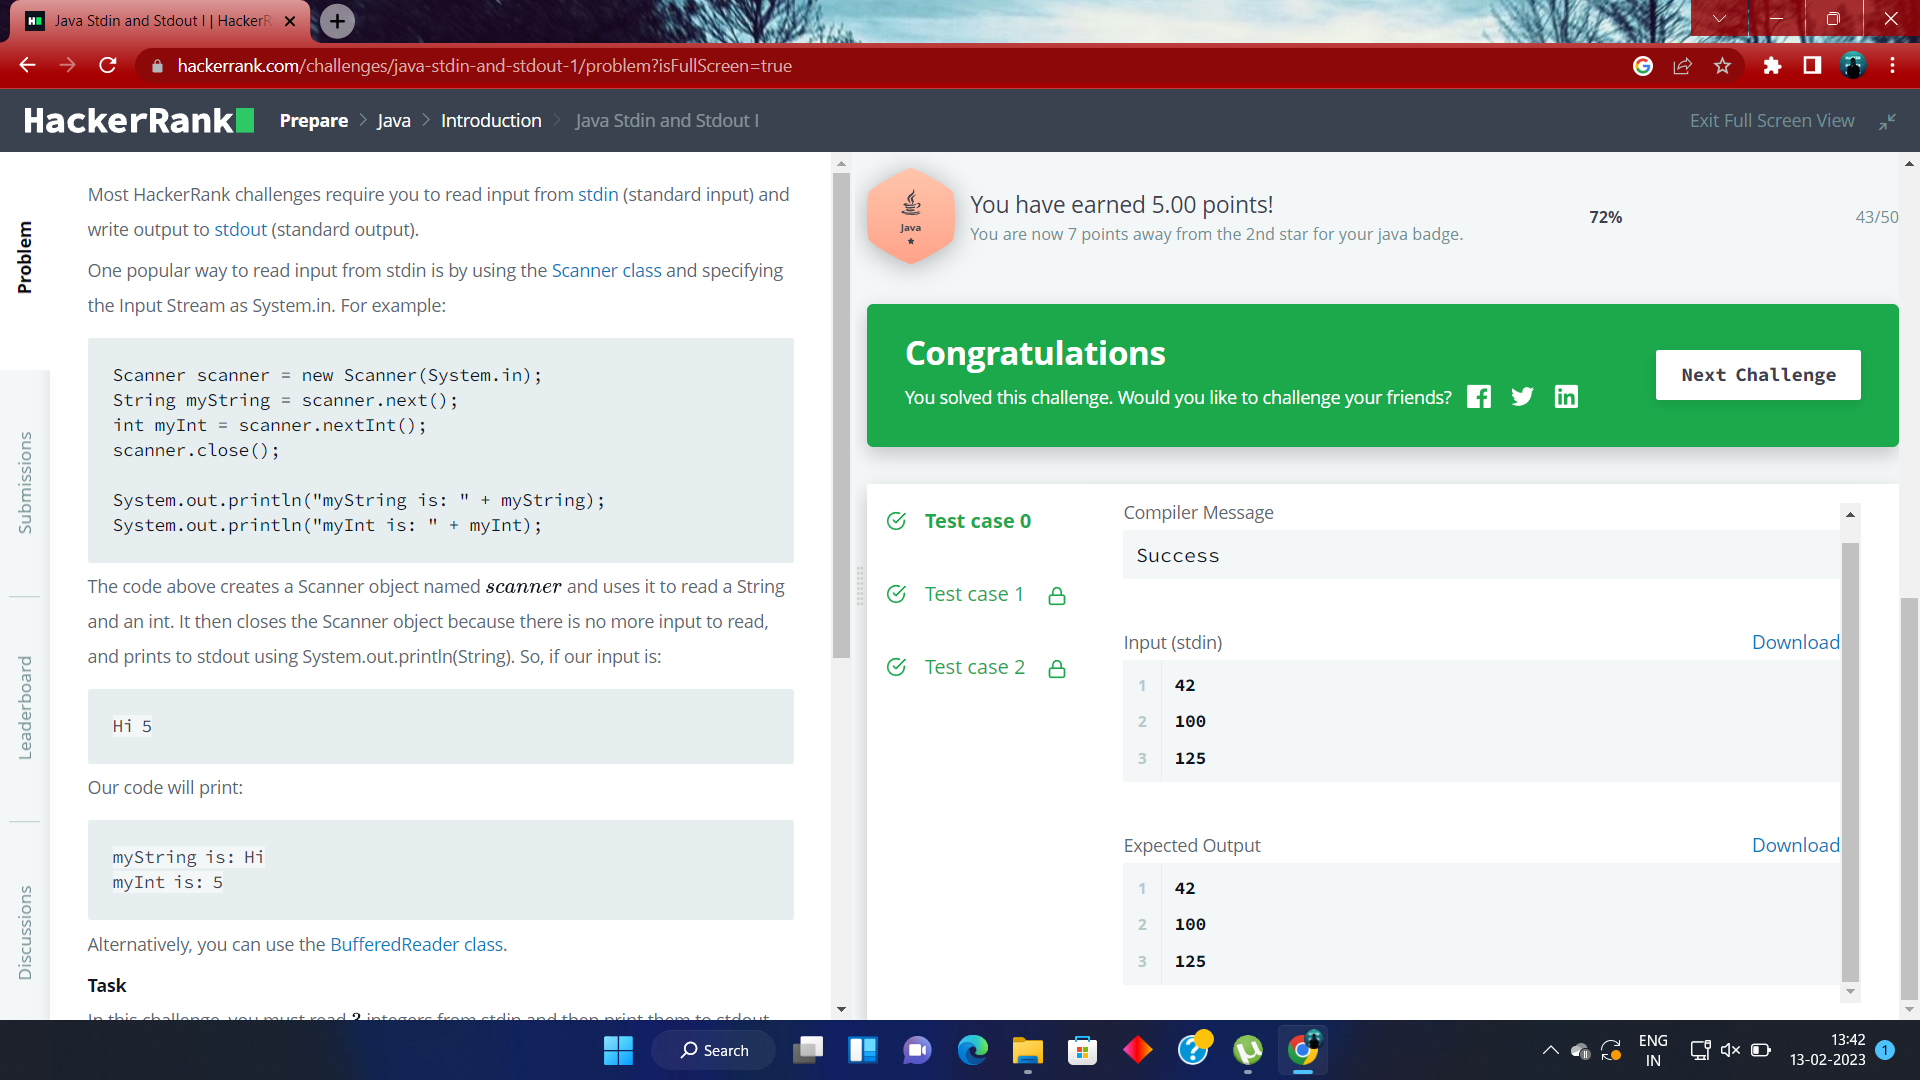 Java Stdin and Stdout I | HackerR
hackerrank.com/challenges/java-stdin-and-stdout-1/problem?isFullScreen=true
HackerRank
Prepare > Java > Introduction > Java Stdin and Stdout I
Exit Full Screen View
Problem
Submissions
Leaderboard
Discussions
Most HackerRank challenges require you to read input from stdin (standard input) and
write output to stdout (standard output).
One popular way to read input from stdin is by using the Scanner class and specifying
the Input Stream as System.in. For example:
Scanner scanner = new Scanner(System.in);
String myString = scanner.next();
int myInt = scanner.nextInt();
scanner.close();
System.out.println("myString is: " + myString);
System.out.println("myInt is: " + myInt);
The code above creates a Scanner object named scanner and uses it to read a String
and an int. It then closes the Scanner object because there is no more input to read,
and prints to stdout using System.out.println(String). So, if our input is:
Hi 5
Our code will print:
myString is: Hi
myInt is: 5
Alternatively, you can use the BufferedReader class.
Task
In this challenge, you must read 3 integers from stdin and then print them to stdout.
Java
You have earned 5.00 points!
You are now 7 points away from the 2nd star for your java badge.
72%
43/50
Congratulations
You solved this challenge. Would you like to challenge your friends?
Next Challenge
Test case 0
Test case 1
Test case 2
Compiler Message
Success
Input (stdin)
Download
1 42
2 100
3 125
Expected Output
Download
1 42
2 100
3 125
Search
ENG
IN
13:42
13-02-2023
1